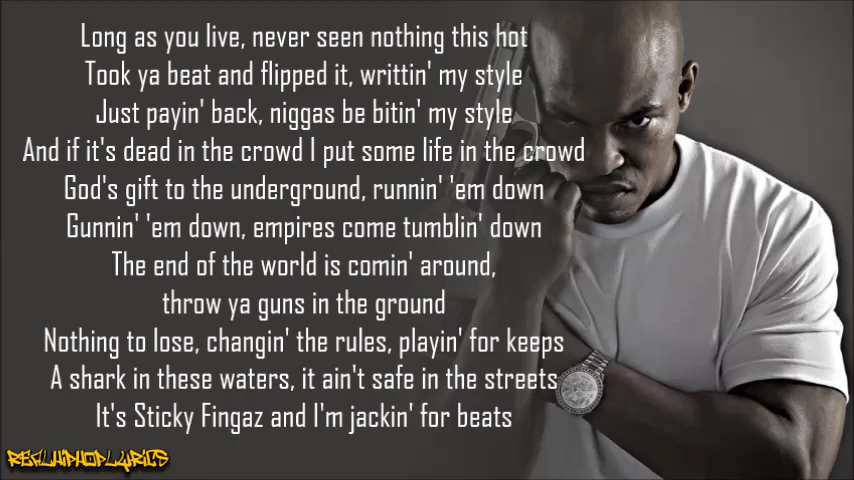 Long as you live, never seen nothing this hot
Took ya beat and flipped it, writtin' my style
Just payin' back, niggas be bitin' my style
And if it's dead in the crowd I put some life in the crowd
God's gift to the underground, runnin' 'em down
Gunnin' 'em down, empires come tumblin' down
The end of the world is comin' around,
throw ya guns in the ground
Nothing to lose, changin' the rules, playin' for keeps
A shark in these waters, it ain't safe in the streets
It's Sticky Fingaz and I'm jackin' for beats
REALHIPHOPLYRICS